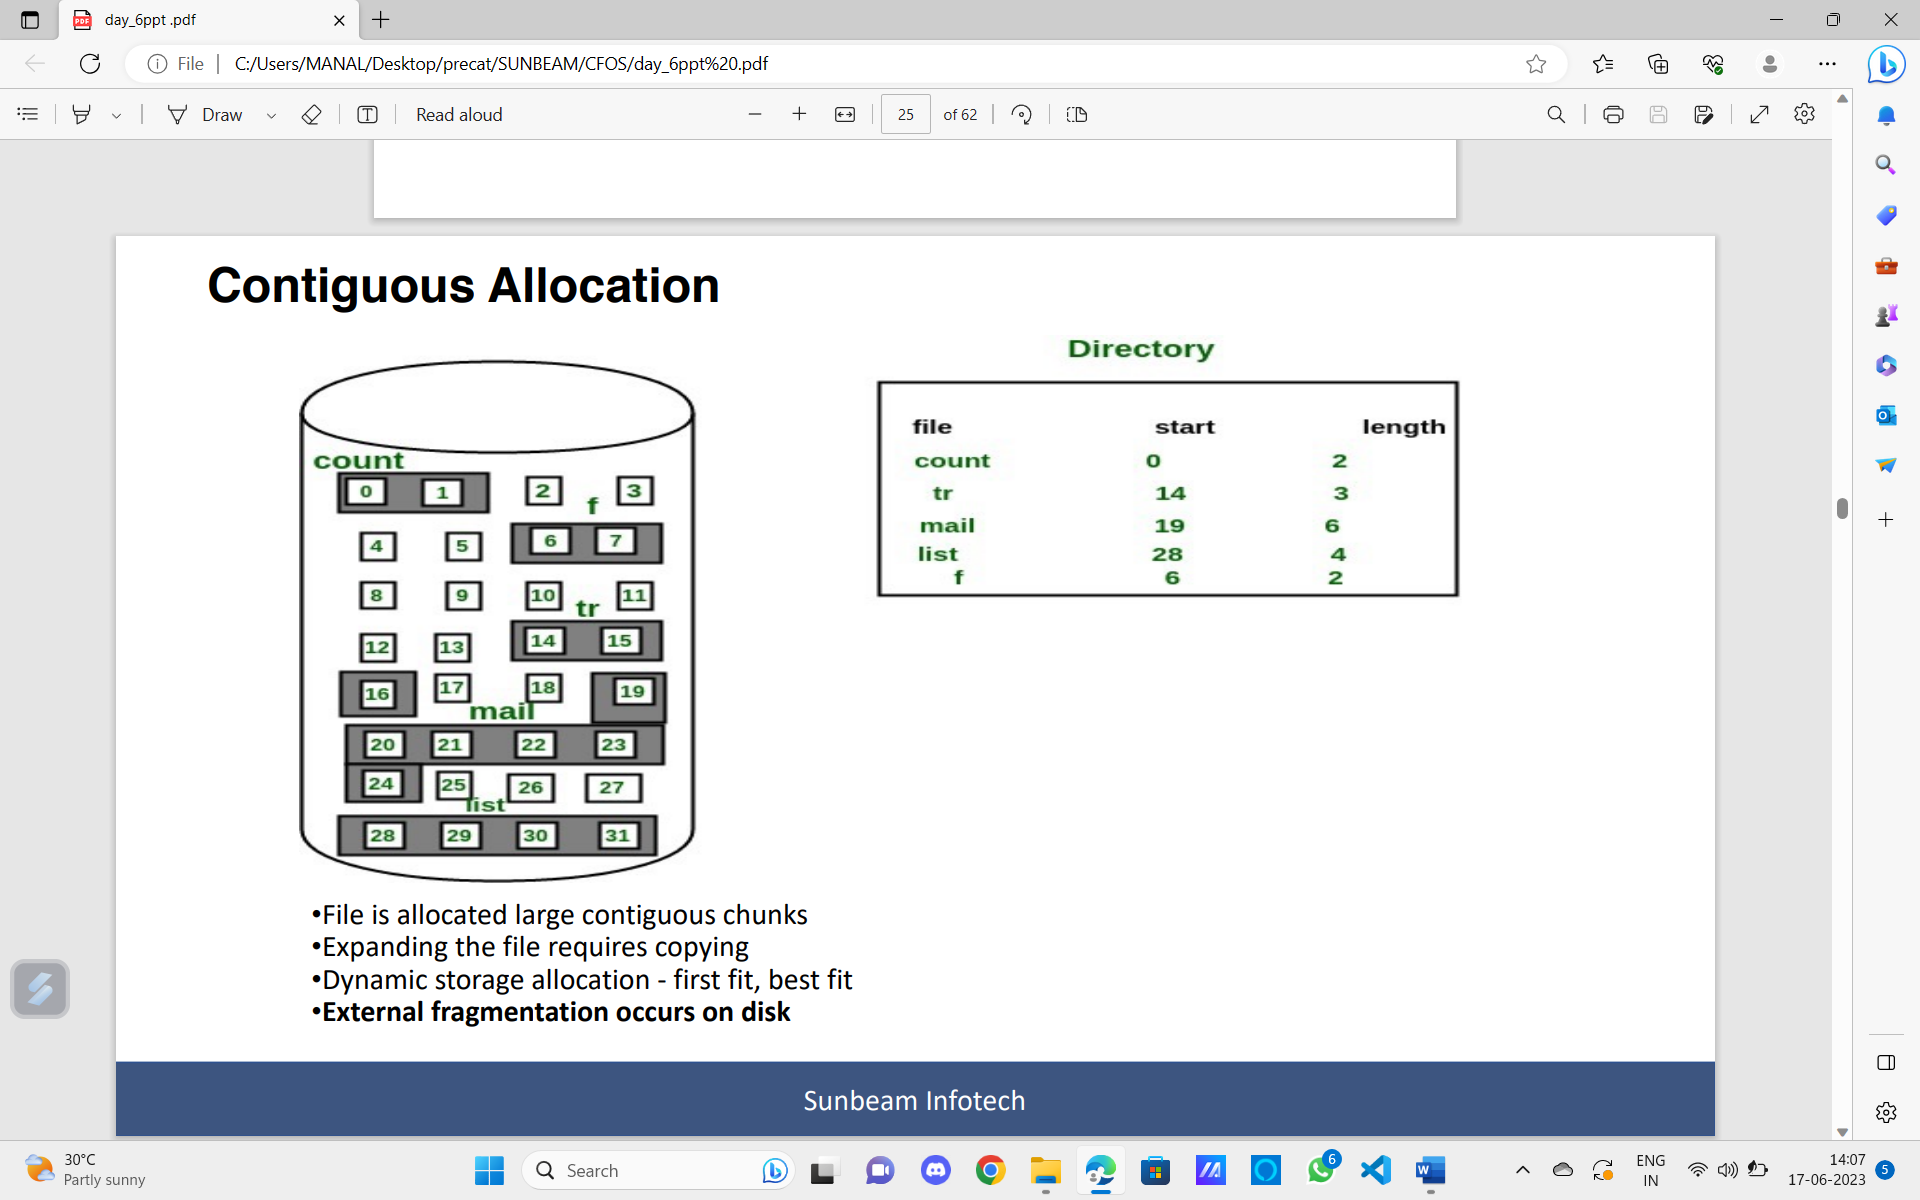 day_6ppt .pdf
File
C:/Users/MANAL/Desktop/precat/SUNBEAM/CFOS/day_6ppt%20.pdf
Draw
Read aloud
25 of 62
Contiguous Allocation
Directory
file start length
count 0 2
tr 14 3
mail 19 6
list 28 4
f 6 2
count
0 1 2 3
f
4 5 6 7
8 9 10 11
tr
12 13 14 15
16 17 18 19
mail
20 21 22 23
24 25 26 27
list
28 29 30 31
•File is allocated large contiguous chunks
•Expanding the file requires copying
•Dynamic storage allocation - first fit, best fit
•External fragmentation occurs on disk
Sunbeam Infotech
30°C
Partly sunny
Search
6
ENG
IN
14:07
17-06-2023
5